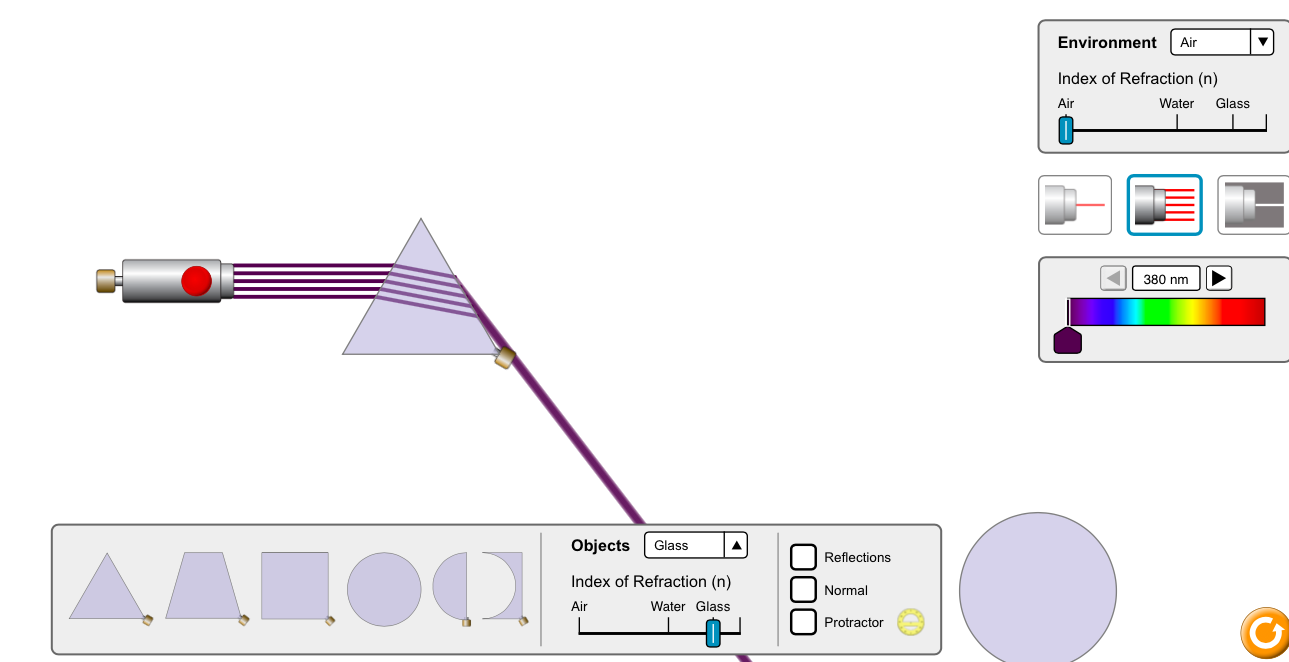 Environment Air
Index of Refraction (n)
Air Water Glass
380 nm
Objects Glass
Index of Refraction (n)
Air Water Glass
Reflections
Normal
Protractor